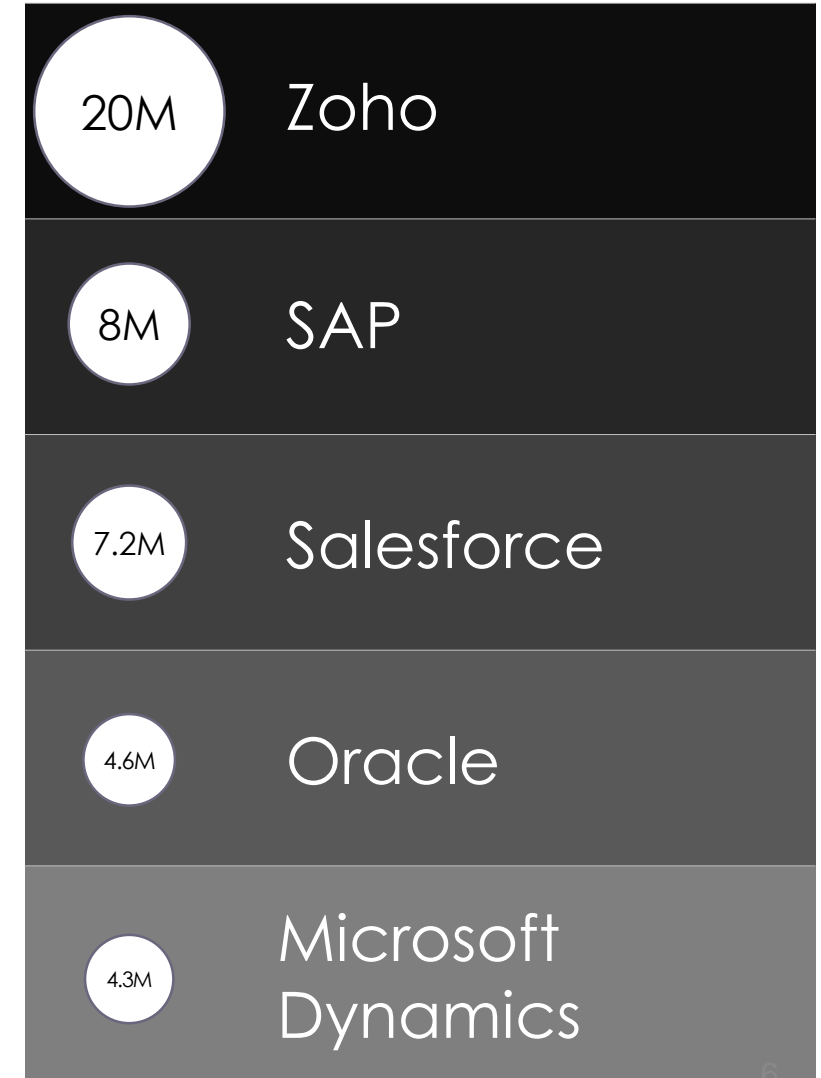 20M Zoho
8M SAP
7.2M Salesforce
4.6M Oracle
4.3M Microsoft
Dynamics
6